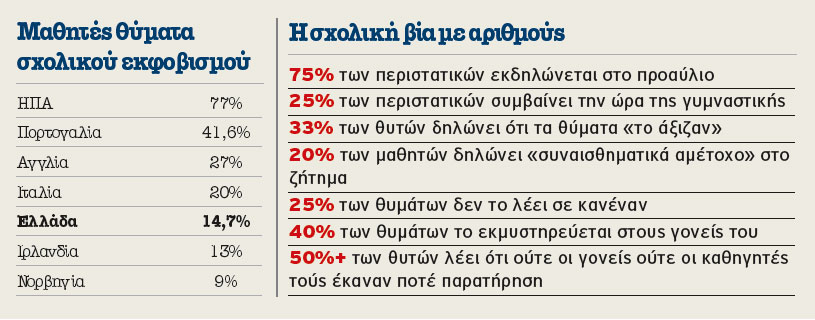 Μαθητές θύματα
σχολικού εκφοβισμού
ΗΠΑ 77%
Πορτογαλία 41,6%
Αγγλία 27%
Ιταλία 20%
Ελλάδα 14,7%
Ιρλανδία 13%
Νορβηγία 9%
Η σχολική βία με αριθμούς
75% των περιστατικών εκδηλώνεται στο προαύλιο
25% των περιστατικών συμβαίνει την ώρα της γυμναστικής
33% των θυτών δηλώνει ότι τα θύματα «το άξιζαν»
20% των μαθητών δηλώνει «συναισθηματικά αμέτοχο» στο
ζήτημα
25% των θυμάτων δεν το λέει σε κανέναν
40% των θυμάτων το εκμυστηρεύεται στους γονείς του
50%+ των θυτών λέει ότι ούτε οι γονείς ούτε οι καθηγητές
τούς έκαναν ποτέ παρατήρηση